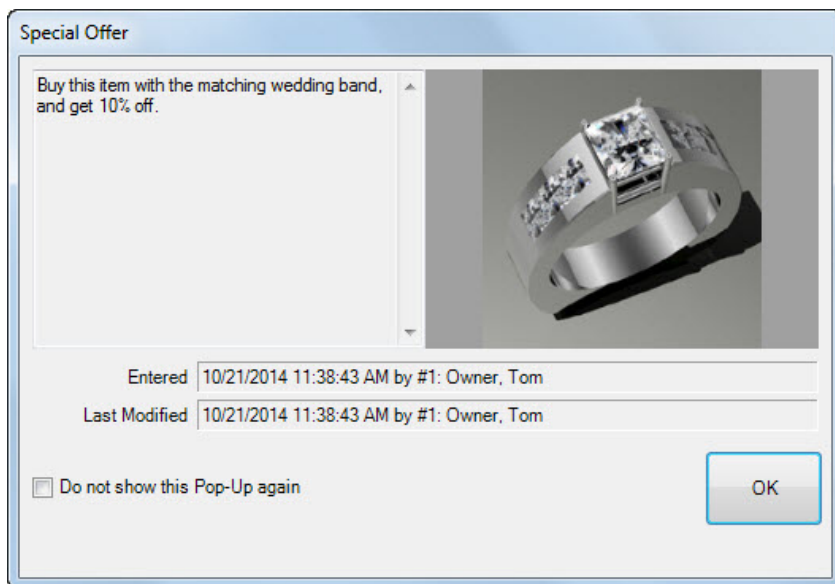 Special Offer
Buy this item with the matching wedding band,
and get 10% off.
Entered 10/21/2014 11:38:43 AM by #1: Owner, Tom
Last Modified 10/21/2014 11:38:43 AM by #1: Owner, Tom
Do not show this Pop-Up again
OK